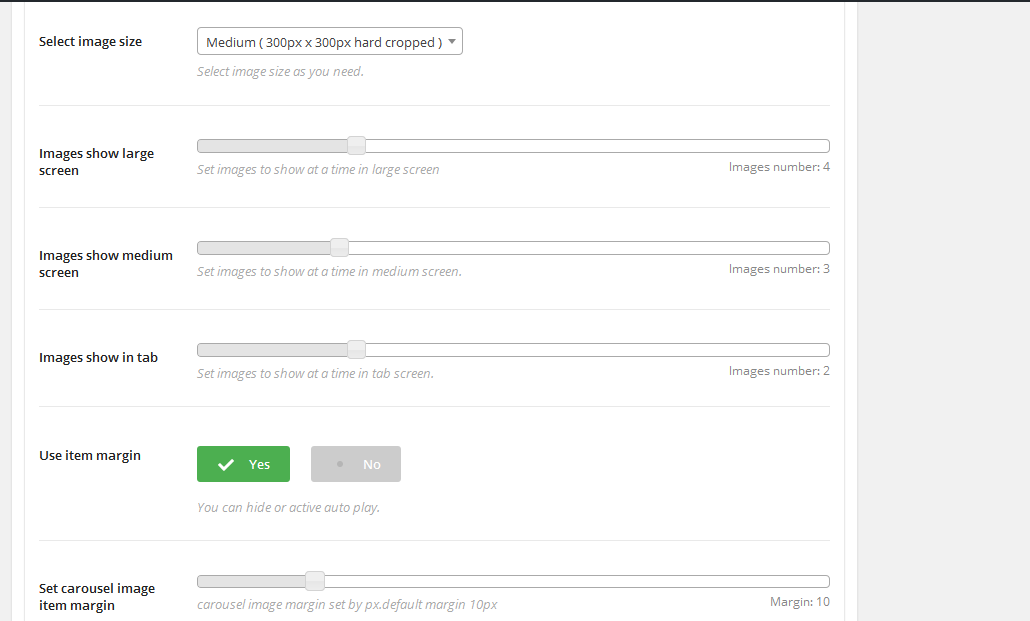 Select image size
Medium ( 300px x 300px hard cropped )
Select image size as you need.
Images show large
screen
Set images to show at a time in large screen
Images number: 4
Images show medium
screen
Set images to show at a time in medium screen.
Images number: 3
Images show in tab
Set images to show at a time in tab screen.
Images number: 2
Use item margin
Yes
No
You can hide or active auto play.
Set carousel image
item margin
carousel image margin set by px.default margin 10px
Margin: 10